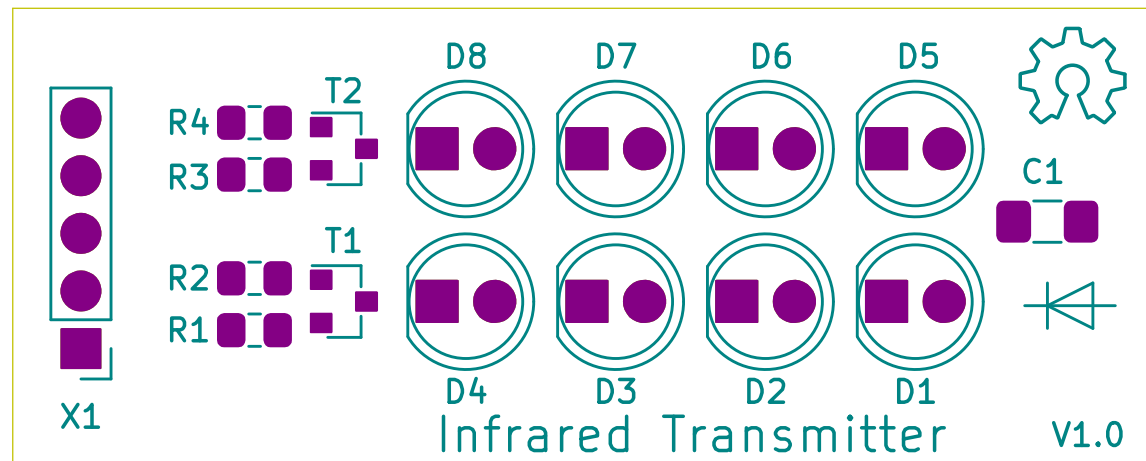 D8 D7 D6 D5
T2
R4
R3
C1
T1
R2
R1
D4 D3 D2 D1
X1
Infrared Transmitter
V1.0